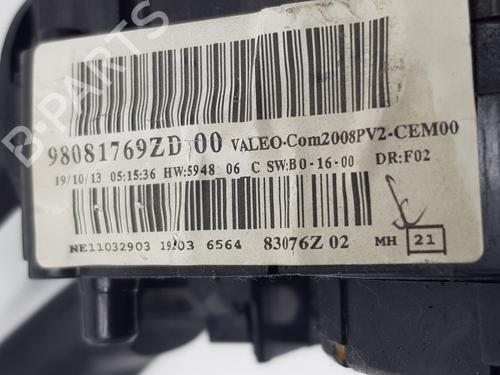 98081769ZD 00 VALEO-Com2008PV2-CEM00
19/10/13 05:15:36 HW:5948 06 C SW:B0-16-00 DR:F02
NE11032903 19/03 6564 83076Z 02 MH 21
B-PARTS